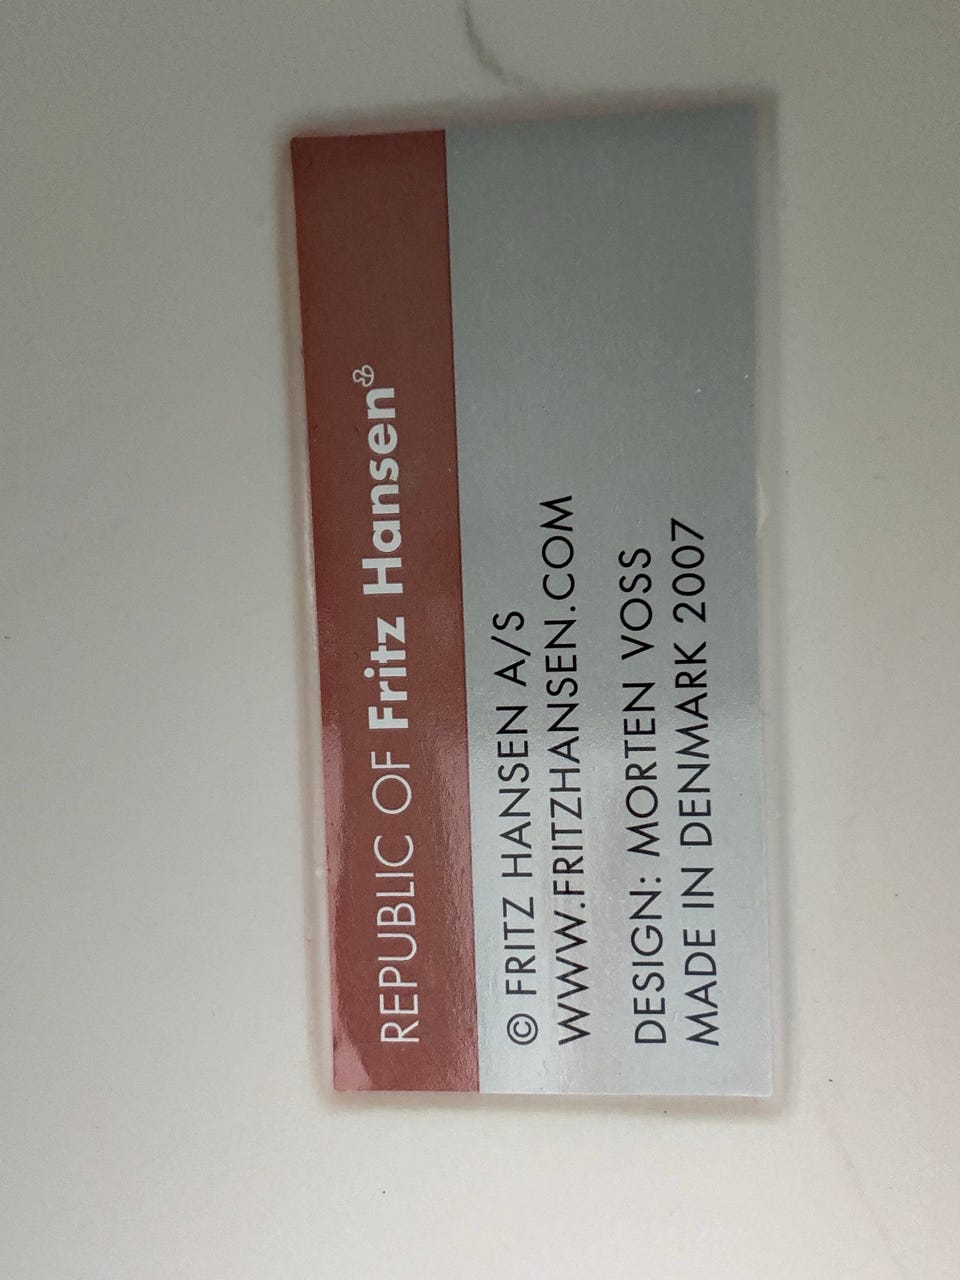 REPUBLIC OF Fritz Hansen
© FRITZ HANSEN A/S
WWW.FRITZHANSEN.COM
DESIGN: MORTEN VOSS
MADE IN DENMARK 2007